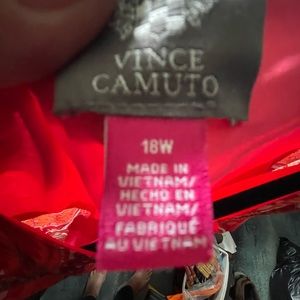 VINCE
CAMUTO
18W
MADE IN
VIETNAM/
HECHO EN
VIETNAM/
FABRIQUÉ
AU VIETNAM